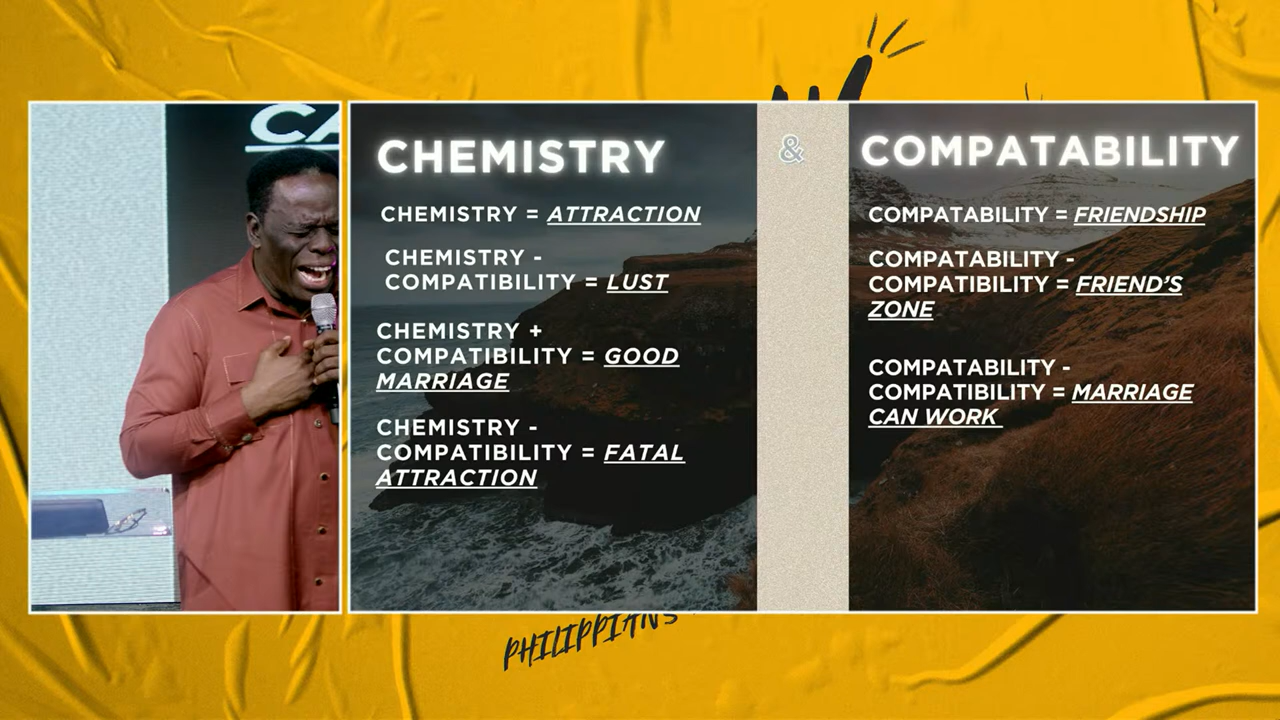 CHEMISTRY
CHEMISTRY = ATTRACTION
CHEMISTRY -
COMPATIBILITY = LUST
CHEMISTRY +
COMPATIBILITY = GOOD
MARRIAGE
CHEMISTRY -
COMPATIBILITY = FATAL
ATTRACTION
&
COMPATABILITY
COMPATABILITY = FRIENDSHIP
COMPATABILITY -
COMPATIBILITY = FRIEND'S
ZONE
COMPATABILITY -
COMPATIBILITY = MARRIAGE
CAN WORK
PHILIPPIANS